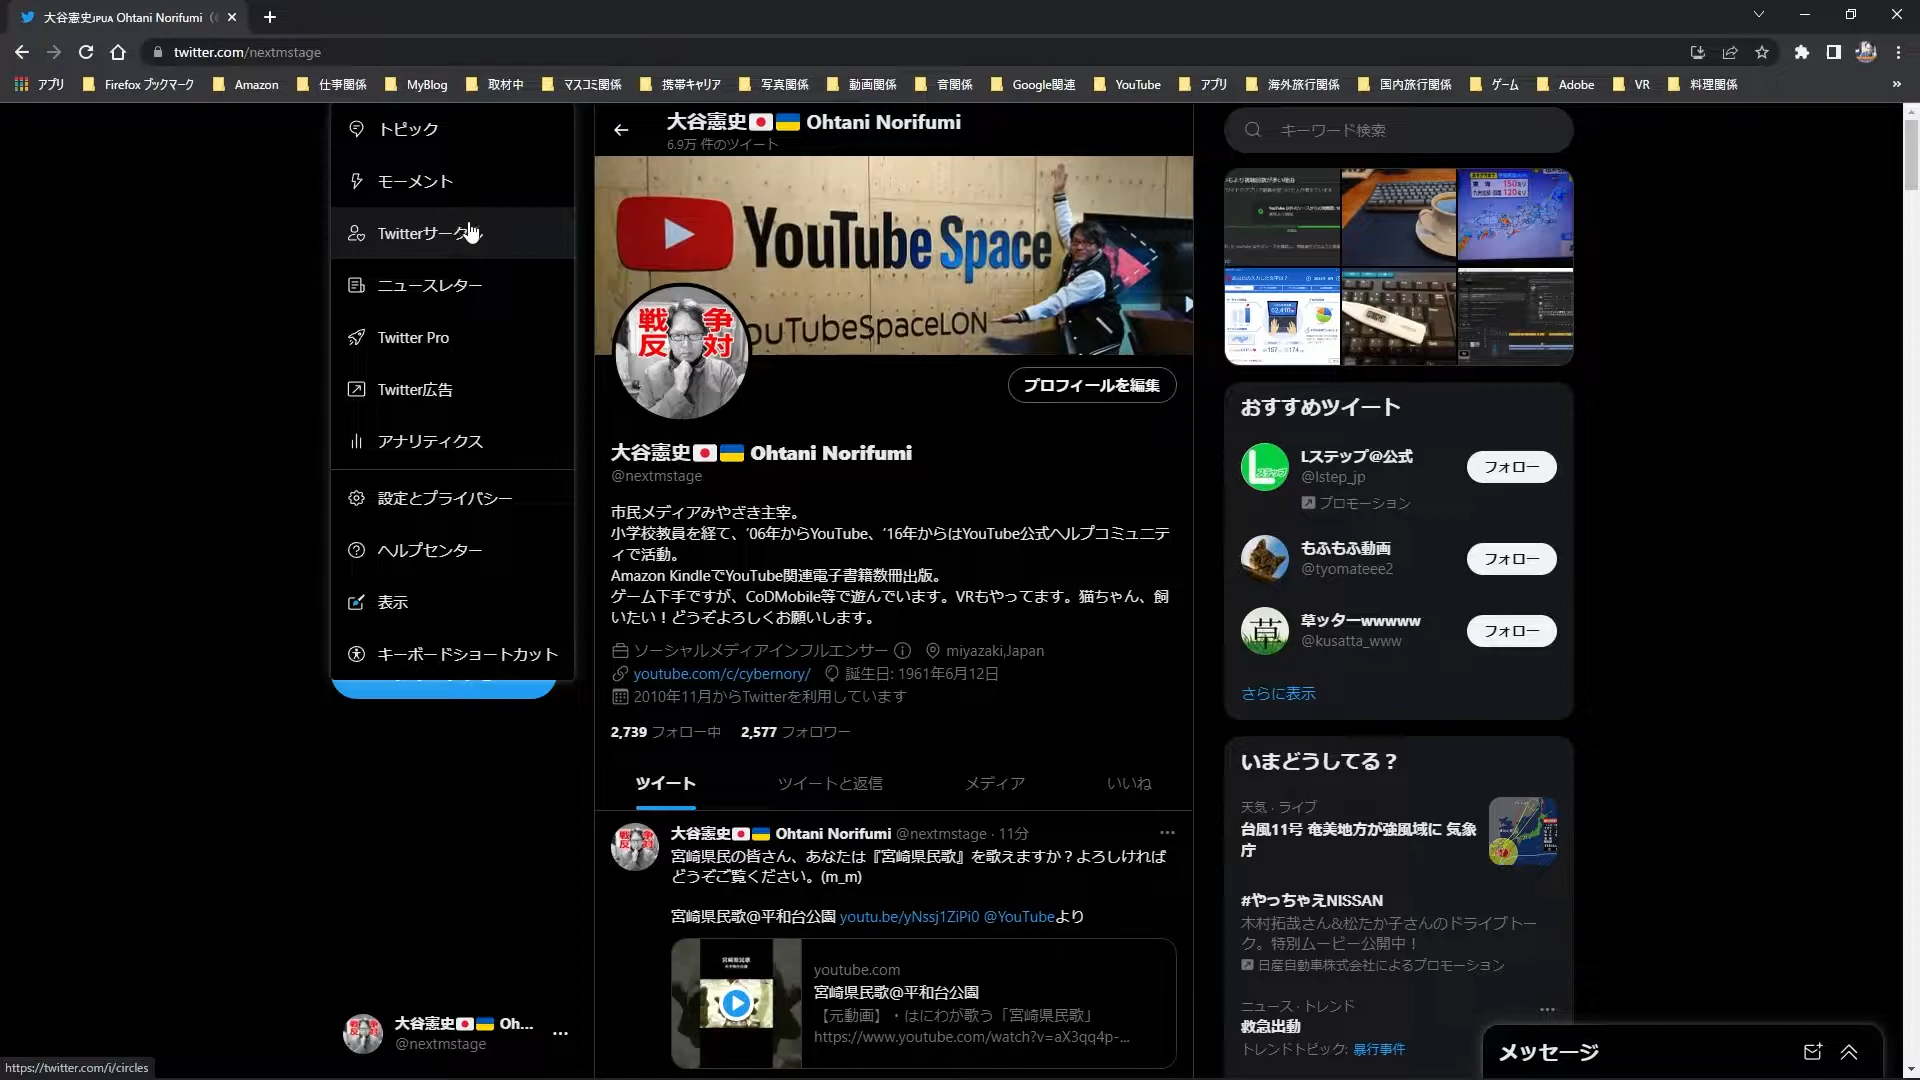 大谷憲史JPUA Ohtani Norifumi
twitter.com/nextmstage
アプリ
Firefox ブックマーク
Amazon
仕事関係
MyBlog
取材中
マスコミ関係
携帯キャリア
写真関係
動画関係
音関係
Google関連
YouTube
アプリ
海外旅行関係
国内旅行関係
ゲーム
Adobe
VR
料理関係
»
トピック
モーメント
Twitterサーク
ニュースレター
Twitter Pro
Twitter広告
アナリティクス
設定とプライバシー
ヘルプセンター
表示
キーボードショートカット
大谷憲史🇯🇵🇺🇦 Oh...
@nextmstage
https://twitter.com/i/circles
大谷憲史🇯🇵🇺🇦 Ohtani Norifumi
6.9万 件のツイート
YouTube Space
ouTubeSpaceLON
戦争
反対
プロフィールを編集
大谷憲史🇯🇵🇺🇦 Ohtani Norifumi
@nextmstage
市民メディアみやざき主宰。
小学校教員を経て、’06年からYouTube、’16年からはYouTube公式ヘルプコミュニテ
ィで活動。
Amazon KindleでYouTube関連電子書籍数冊出版。
ゲーム下手ですが、CoDMobile等で遊んでいます。VRもやってます。猫ちゃん、飼
いたい！どうぞよろしくお願いします。
ソーシャルメディアインフルエンサー miyazaki,Japan
youtube.com/c/cybernory/ 誕生日: 1961年6月12日
2010年11月からTwitterを利用しています
2,739 フォロー中 2,577 フォロワー
ツイート ツイートと返信 メディア いいね
大谷憲史🇯🇵🇺🇦 Ohtani Norifumi @nextmstage · 11分
宮崎県民の皆さん、あなたは『宮崎県民歌』を歌えますか？よろしければ
どうぞご覧ください。(m_m)
宮崎県民歌@平和台公園 youtu.be/yNssj1ZiPi0 @YouTubeより
宮崎県民歌
youtube.com
宮崎県民歌@平和台公園
【元動画】・はにわが歌う「宮崎県民歌」
https://www.youtube.com/watch?v=aX3qq4p-...
キーワード検索
東海 150ミリ
120ミリ
おすすめツイート
Lステップ@公式
@lstep_jp
プロモーション
フォロー
もふもふ動画
@tyomateee2
フォロー
草
草ッターwwwww
@kusatta_www
フォロー
さらに表示
いまどうしてる？
天気 · ライブ
台風11号 奄美地方が強風域に 気象
庁
#やっちゃえNISSAN
木村拓哉さん&松たか子さんのドライブトー
ク。特別ムービー公開中！
日産自動車株式会社によるプロモーション
ニュース · トレンド
救急出動
トレンドトピック: 暴行事件
メッセージ